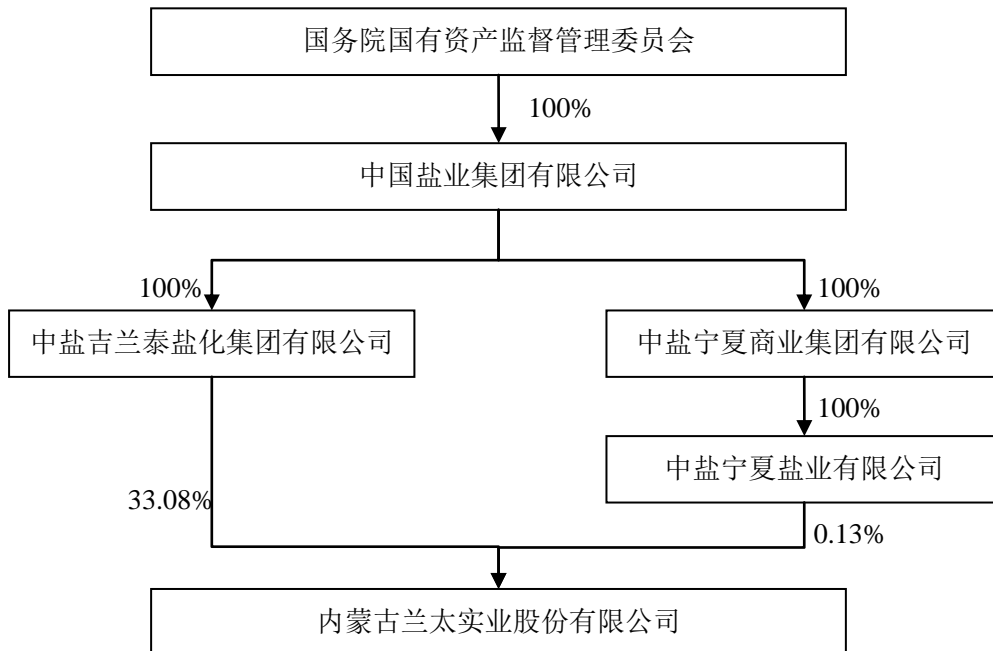 国务院国有资产监督管理委员会
100%
中国盐业集团有限公司
100%
100%
中盐吉兰泰盐化集团有限公司
中盐宁夏商业集团有限公司
100%
中盐宁夏盐业有限公司
33.08%
0.13%
内蒙古兰太实业股份有限公司